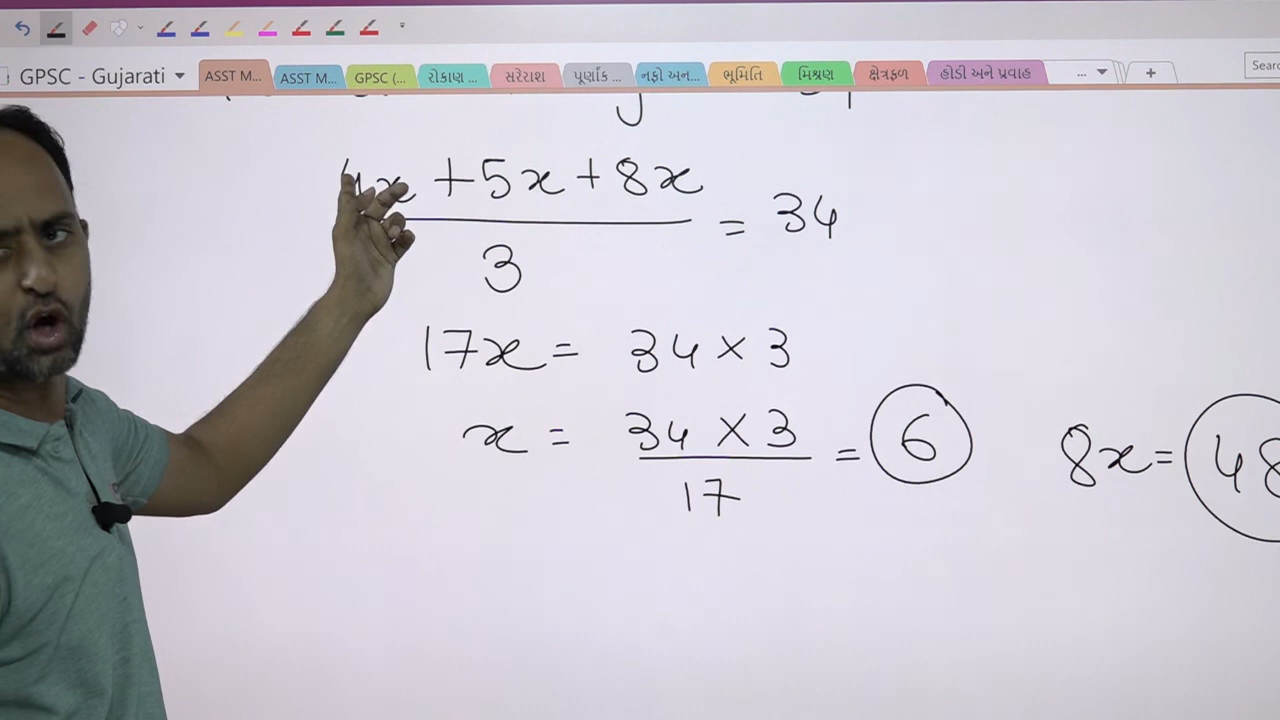 GPSC - Gujarati
ASST M...
ASST M...
GPSC (...
રોકાણ ...
સરેરાશ
પૂર્ણાંક ...
નફો અન...
ભૂમિતિ
મિશ્રણ
ક્ષેત્રફળ
હોડી અને પ્રવાહ
...
+
Searc
4x + 5x + 8x
3
= 34
17x = 34 × 3
x = 34 × 3
17
= 6
8x = 48